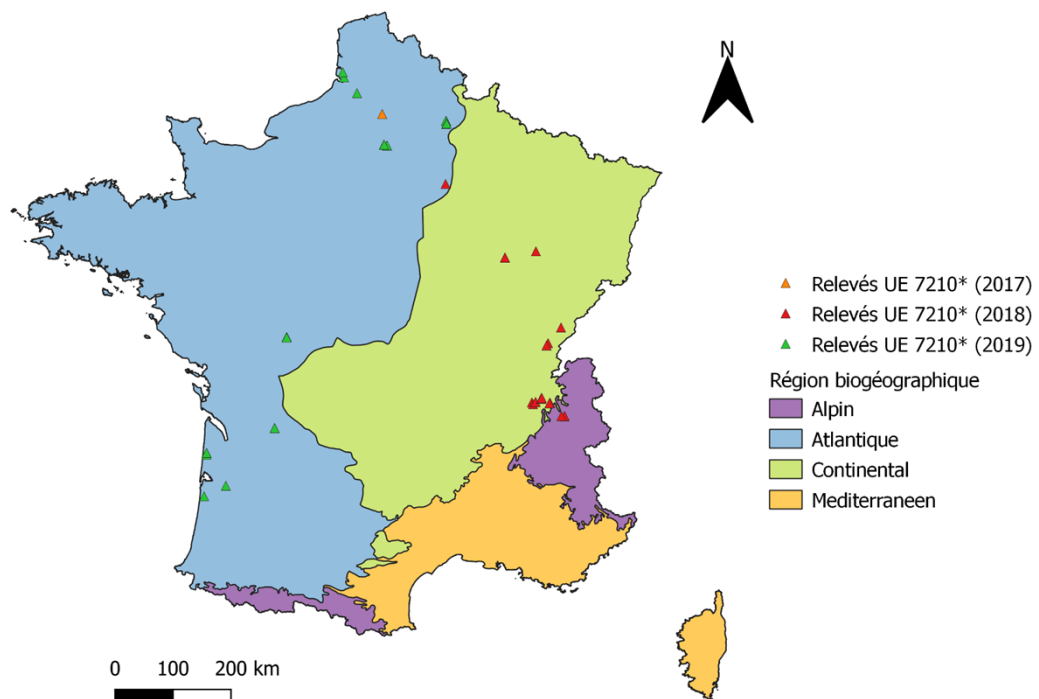 N
Relevés UE 7210* (2017)
Relevés UE 7210* (2018)
Relevés UE 7210* (2019)
Région biogéographique
Alpin
Atlantique
Continental
Mediterraneen
0 100 200 km